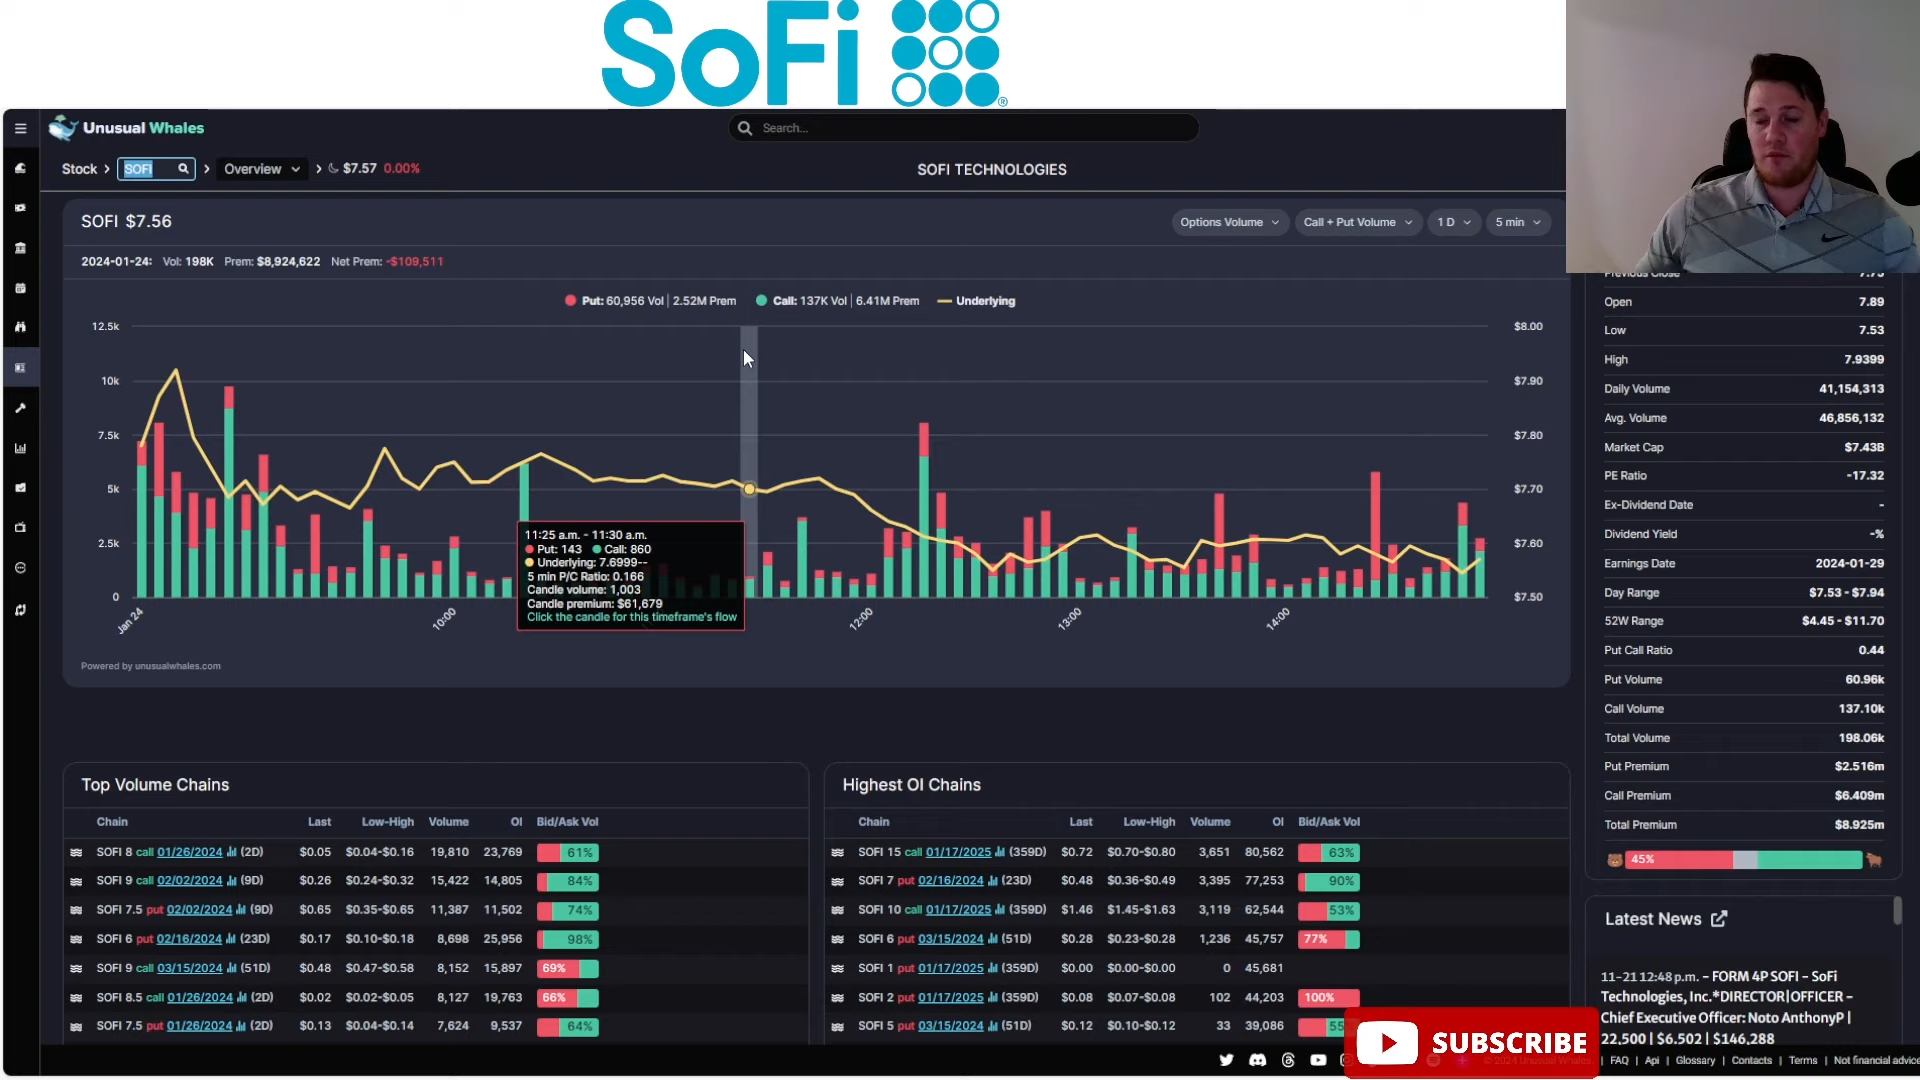 SoFi
Unusual Whales
Search...
Stock > SOFI > Overview > $7.57 0.00%
SOFI TECHNOLOGIES
SOFI $7.56
Options Volume Call + Put Volume 1 D 5 min
2024-01-24: Vol: 198K Prem: $8,924,622 Net Prem: -$109,511
Put: 60,956 Vol | 2.52M Prem Call: 137K Vol | 6.41M Prem Underlying
12.5k
10k
7.5k
5k
2.5k
0
$8.00
$7.90
$7.80
$7.70
$7.60
$7.50
Jan 24
10:00
12:00
13:00
14:00
11:25 a.m. - 11:30 a.m.
Put: 143 Call: 860
Underlying: 7.6999--
5 min P/C Ratio: 0.166
Candle volume: 1,003
Candle premium: $61,679
Click the candle for this timeframe's flow
Powered by unusualwhales.com
Top Volume Chains
Chain Last Low-High Volume OI Bid/Ask Vol
SOFI 8 call 01/26/2024 (2D) $0.05 $0.04-$0.16 19,810 23,769 61%
SOFI 9 call 02/02/2024 (9D) $0.26 $0.24-$0.32 15,422 14,805 84%
SOFI 7.5 put 02/02/2024 (9D) $0.65 $0.35-$0.65 11,387 11,502 74%
SOFI 6 put 02/16/2024 (23D) $0.17 $0.10-$0.18 8,698 25,956 98%
SOFI 9 call 03/15/2024 (51D) $0.48 $0.47-$0.58 8,152 15,897 69%
SOFI 8.5 call 01/26/2024 (2D) $0.02 $0.02-$0.05 8,127 19,763 66%
SOFI 7.5 put 01/26/2024 (2D) $0.13 $0.04-$0.14 7,624 9,537 64%
Highest OI Chains
Chain Last Low-High Volume OI Bid/Ask Vol
SOFI 15 call 01/17/2025 (359D) $0.72 $0.70-$0.80 3,651 80,562 63%
SOFI 7 put 02/16/2024 (23D) $0.48 $0.36-$0.49 3,395 77,253 90%
SOFI 10 call 01/17/2025 (359D) $1.46 $1.45-$1.63 3,119 62,544 53%
SOFI 6 put 03/15/2024 (51D) $0.28 $0.23-$0.28 1,236 45,757 77%
SOFI 1 put 01/17/2025 (359D) $0.00 $0.00-$0.00 0 45,681
SOFI 2 put 01/17/2025 (359D) $0.08 $0.07-$0.08 102 44,203 100%
SOFI 5 put 03/15/2024 (51D) $0.12 $0.10-$0.12 33 39,086
Previous Close 7.73
Open 7.89
Low 7.53
High 7.9399
Daily Volume 41,154,313
Avg. Volume 46,856,132
Market Cap $7.43B
PE Ratio -17.32
Ex-Dividend Date -
Dividend Yield -%
Earnings Date 2024-01-29
Day Range $7.53 - $7.94
52W Range $4.45 - $11.70
Put Call Ratio 0.44
Put Volume 60.96k
Call Volume 137.10k
Total Volume 198.06k
Put Premium $2.516m
Call Premium $6.409m
Total Premium $8.925m
45%
Latest News
11-21 12:48 p.m. - FORM 4P SOFI - SoFi
Technologies, Inc.*DIRECTOR|OFFICER -
Chief Executive Officer: Noto AnthonyP |
22,500 | $6.502 | $146,288
SUBSCRIBE
| FAQ | Api | Glossary | Contacts | Terms | Not financial advice